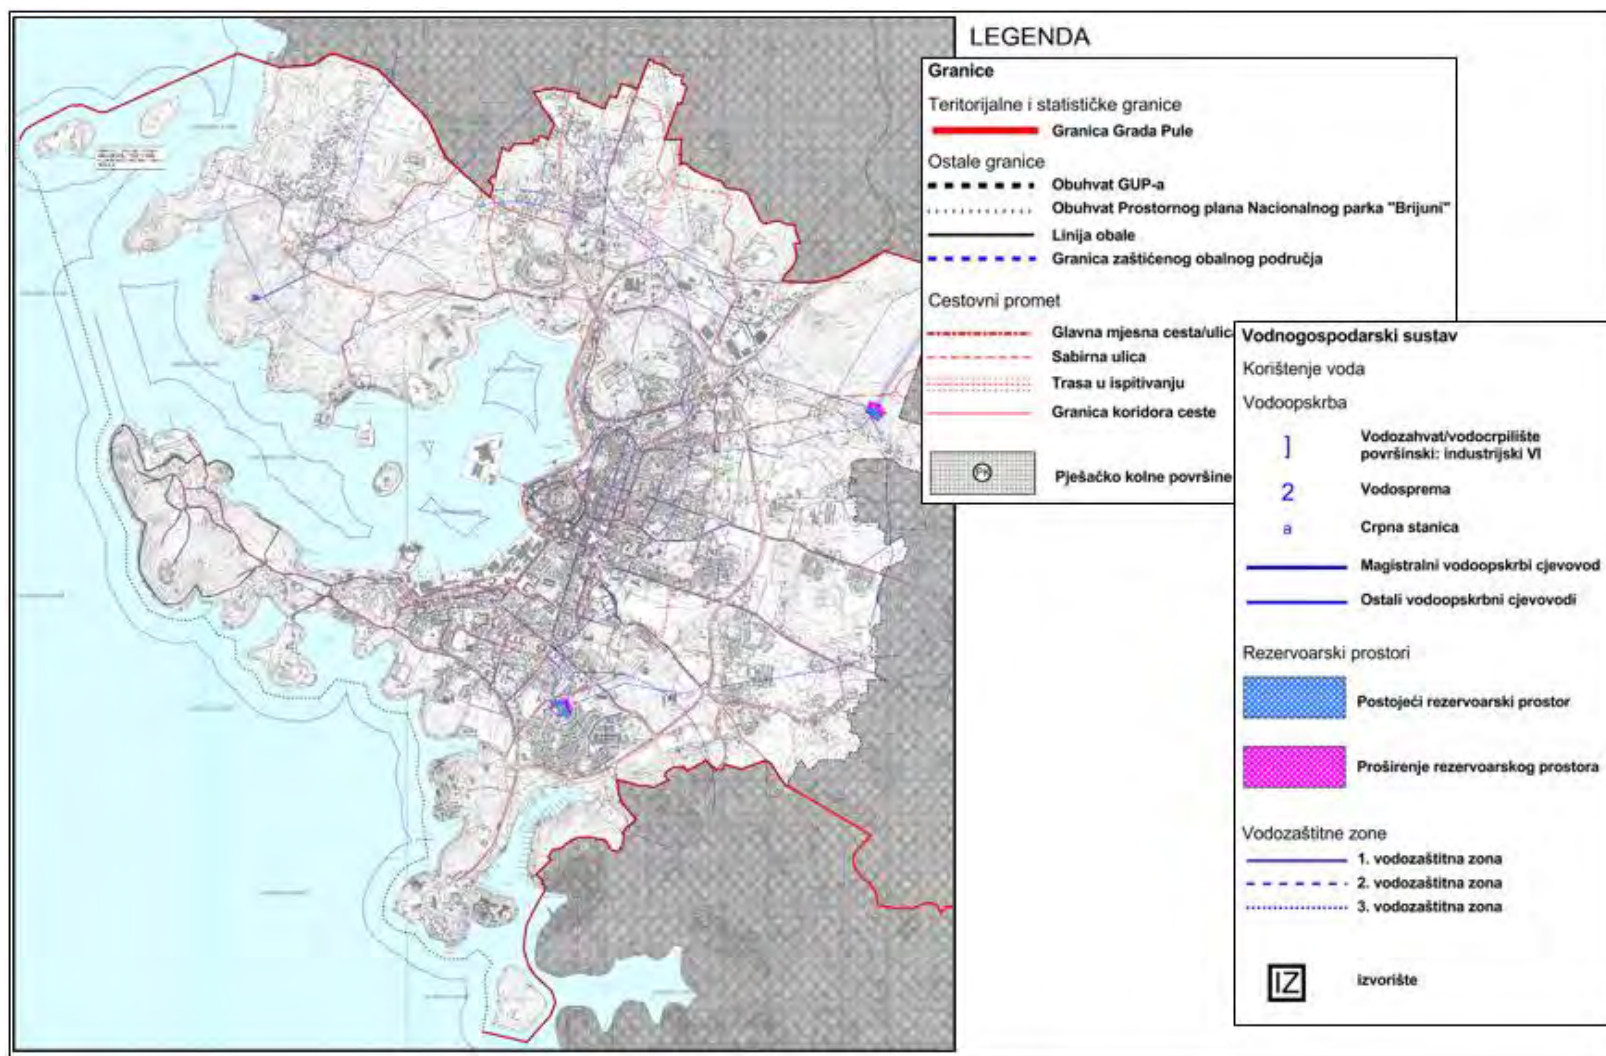 LEGENDA
Granice
Teritorijalne i statističke granice
Granica Grada Pule
Ostale granice
Obuhvat GUP-a
Obuhvat Prostornog plana Nacionalnog parka "Brijuni"
Linija obale
Granica zaštićenog obalnog područja
Cestovni promet
Glavna mjesna cesta/ulica
Sabirna ulica
Trasa u ispitivanju
Granica koridora ceste
Pješačko kolne površine
Vodnogospodarski sustav
Korištenje voda
Vodoopskrba
] Vodozahvat/vodocrpilište
površinski: industrijski VI
2 Vodosprema
a Crpna stanica
Magistralni vodoopskrbi cjevovod
Ostali vodoopskrbni cjevovodi
Rezervoarski prostori
Postojeći rezervoarski prostor
Proširenje rezervoarskog prostora
Vodozaštitne zone
1. vodozaštitna zona
2. vodozaštitna zona
3. vodozaštitna zona
IZ izvorište